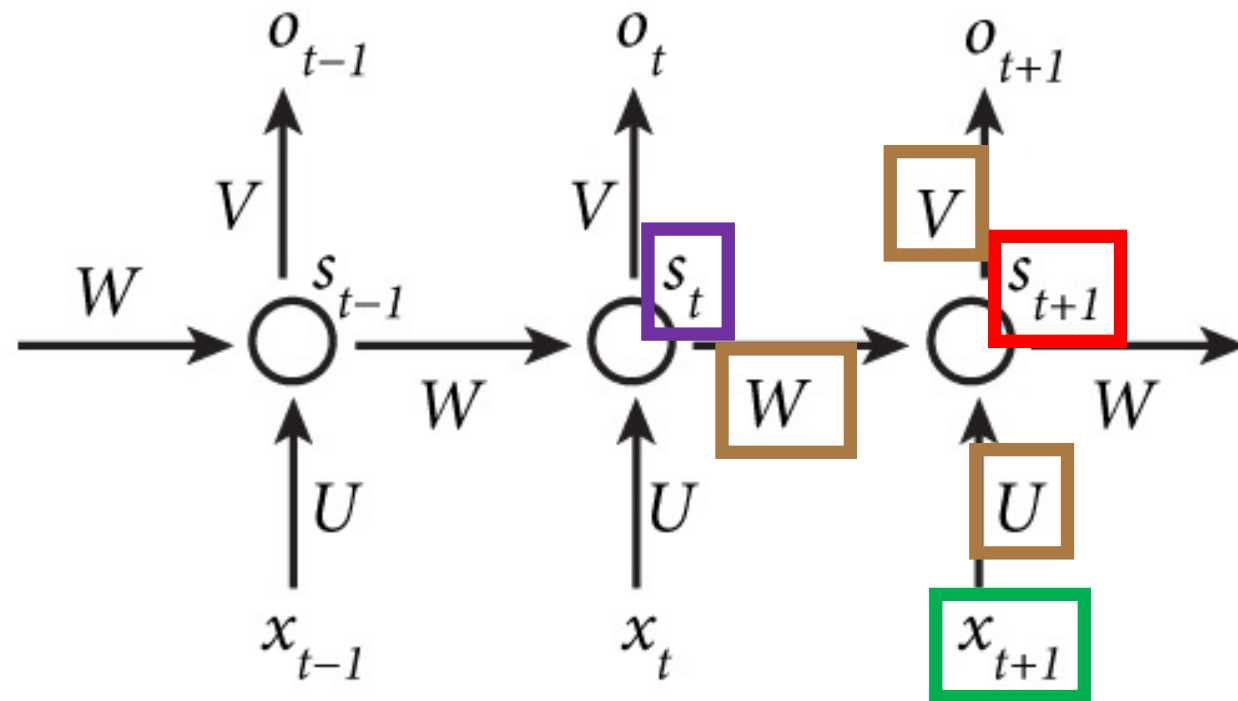 o_{t-1} o_t o_{t+1}
V V V
s_{t-1} s_t s_{t+1}
W
W W W
U U U
x_{t-1} x_t x_{t+1}